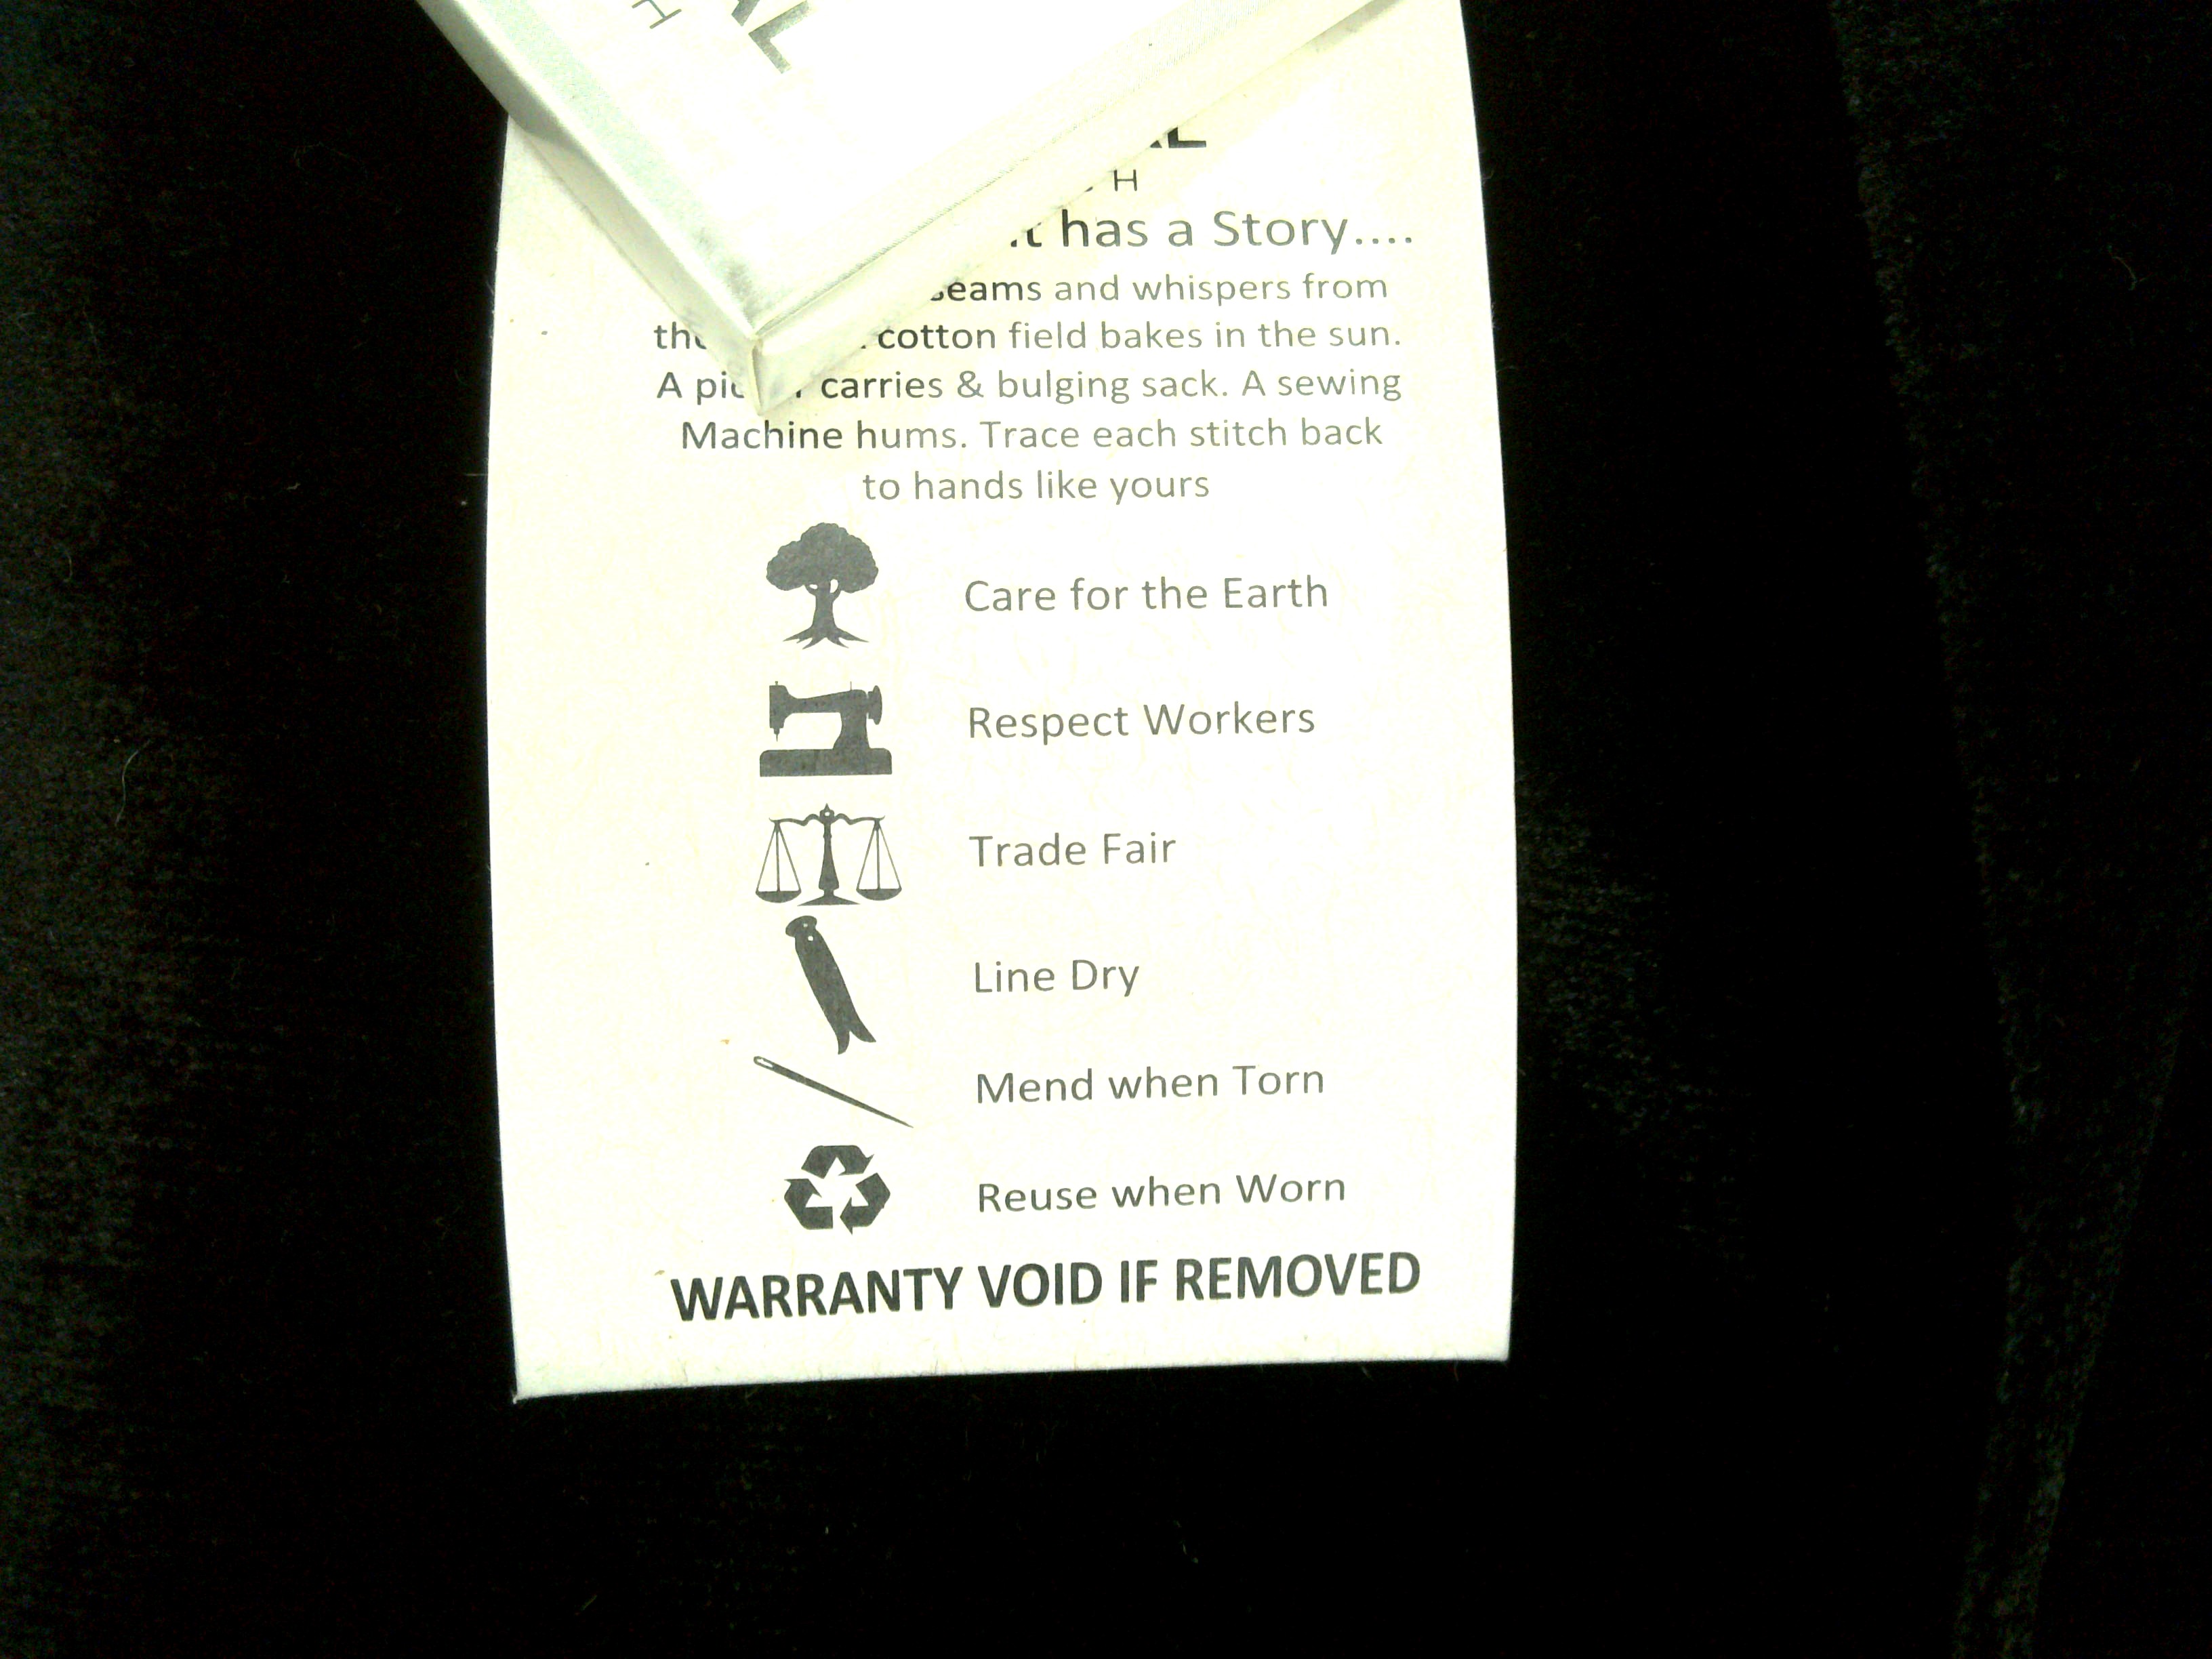 AL
H
H
has a Story....
and whispers from
cotton field bakes in the sun.
A carries & bulging sack. A sewing
Machine hums. Trace each stitch back
to hands like yours
Care for the Earth
Respect Workers
Trade Fair
Line Dry
Mend when Torn
Reuse when Worn
WARRANTY VOID IF REMOVED